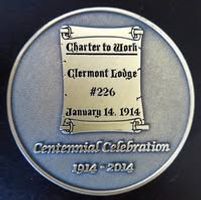 Charter to Work
Clermont Lodge
#226
January 14, 1914
Centennial Celebration
1914 - 2014